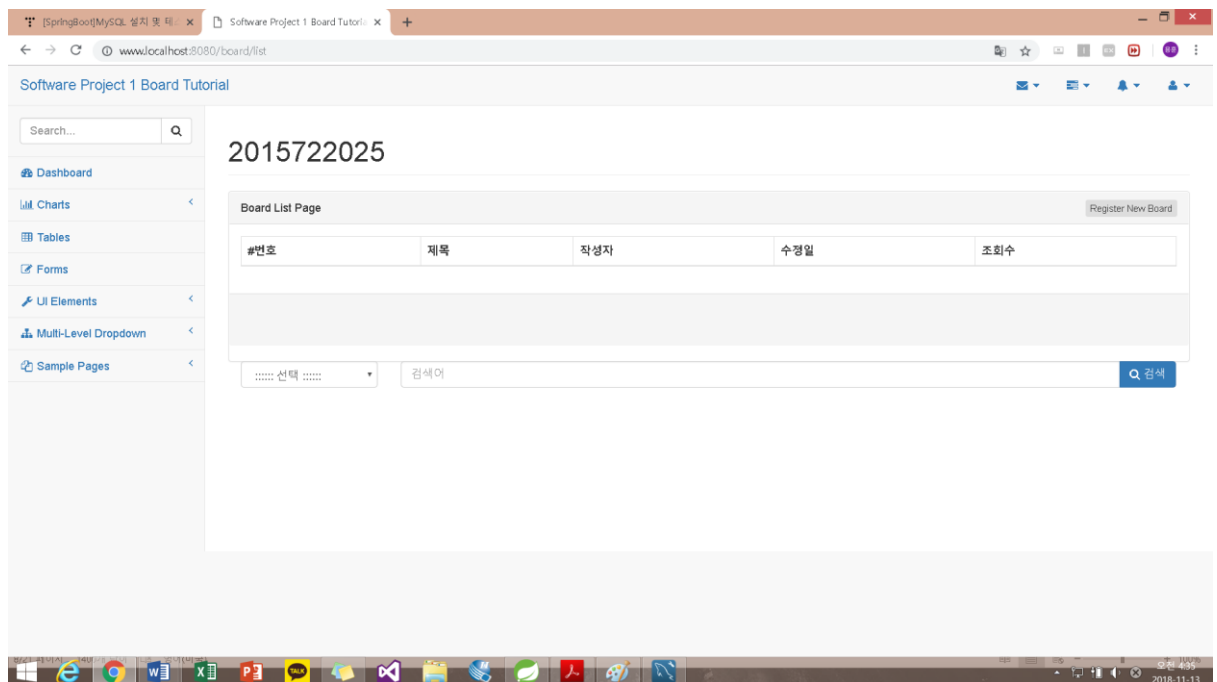 [SpringBoot]MySQL 설치 및 테
Software Project 1 Board Tutoria
www.localhost:8080/board/list
Software Project 1 Board Tutorial
Search...
2015722025
Dashboard
Charts
Board List Page
Register New Board
Tables
#번호 제목 작성자 수정일 조회수
Forms
UI Elements
Multi-Level Dropdown
Sample Pages
:::::: 선택 ::::::
검색어
검색
TALK
100%
오전 4:35
2018-11-13